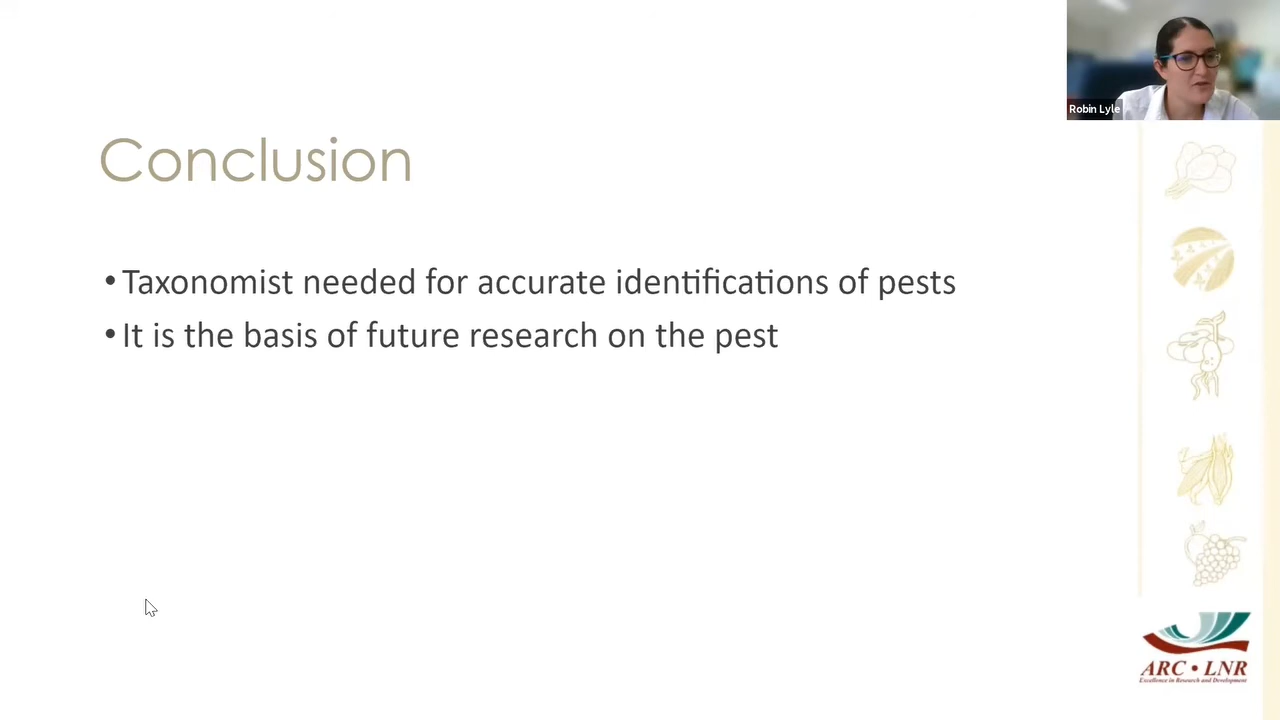 Robin Lyle
Conclusion
•Taxonomist needed for accurate identifications of pests
•It is the basis of future research on the pest
ARC • LNR
Excellence in Research and Development